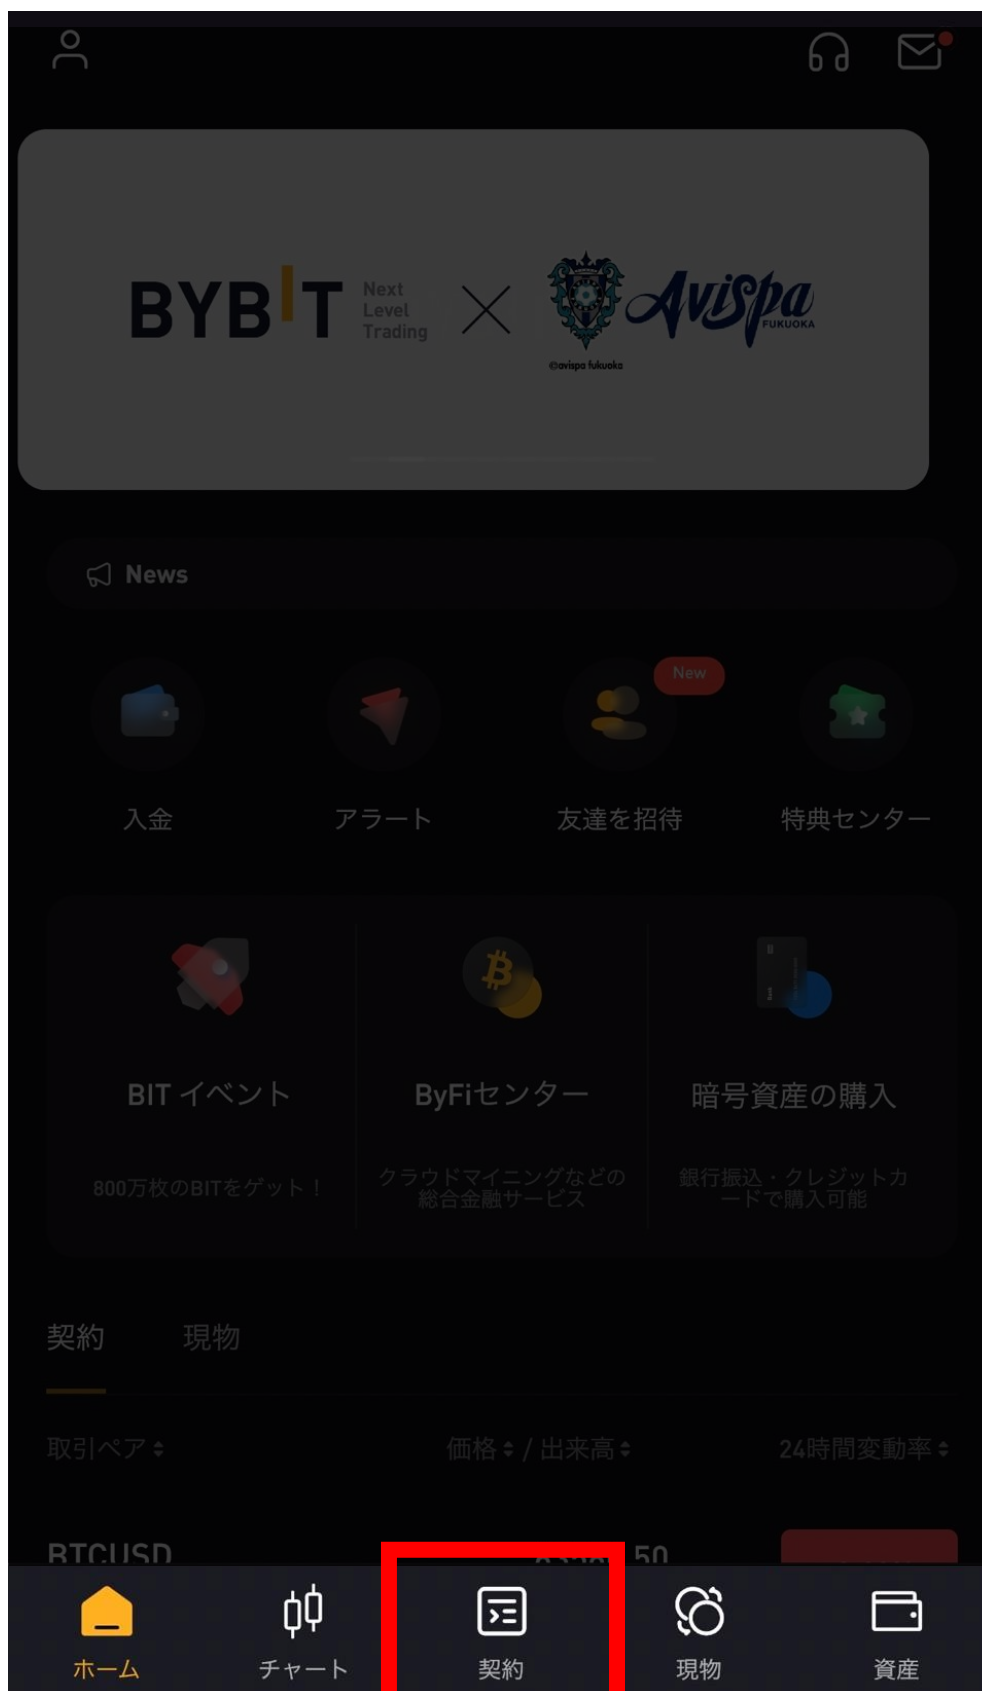 BYBIT
Next
Level
Trading
Avispa
FUKUOKA
©avispa fukuoka
News
New
入金
アラート
友達を招待
特典センター
BIT イベント
ByFiセンター
暗号資産の購入
800万枚のBITをゲット！
クラウドマイニングなどの
総合金融サービス
銀行振込・クレジットカ
ードで購入可能
契約
現物
取引ペア
価格 / 出来高
24時間変動率
BTCUSD
50
ホーム
チャート
契約
現物
資産